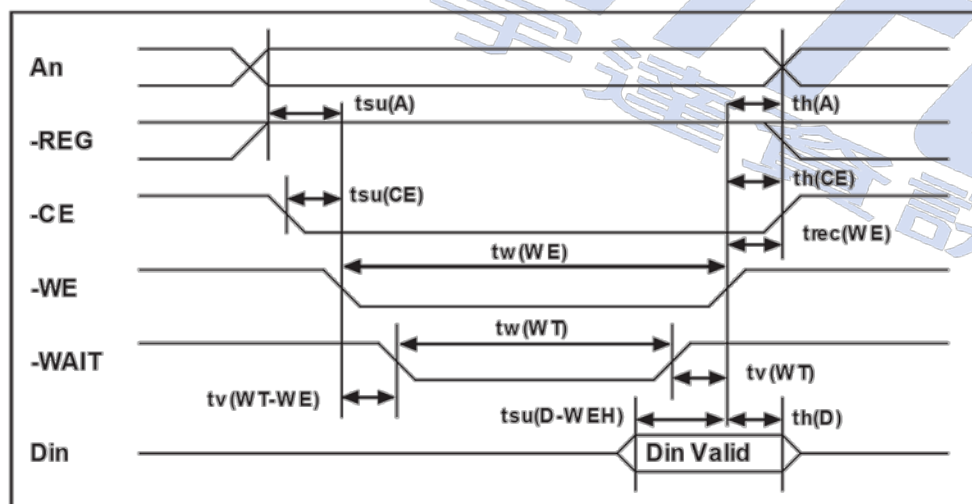 An
tsu(A)
th(A)
-REG
tsu(CE)
th(CE)
-CE
trec(WE)
tw(WE)
-WE
tw(WT)
-WAIT
tv(WT-WE)
tv(WT)
tsu(D-WEH)
th(D)
Din
Din Valid